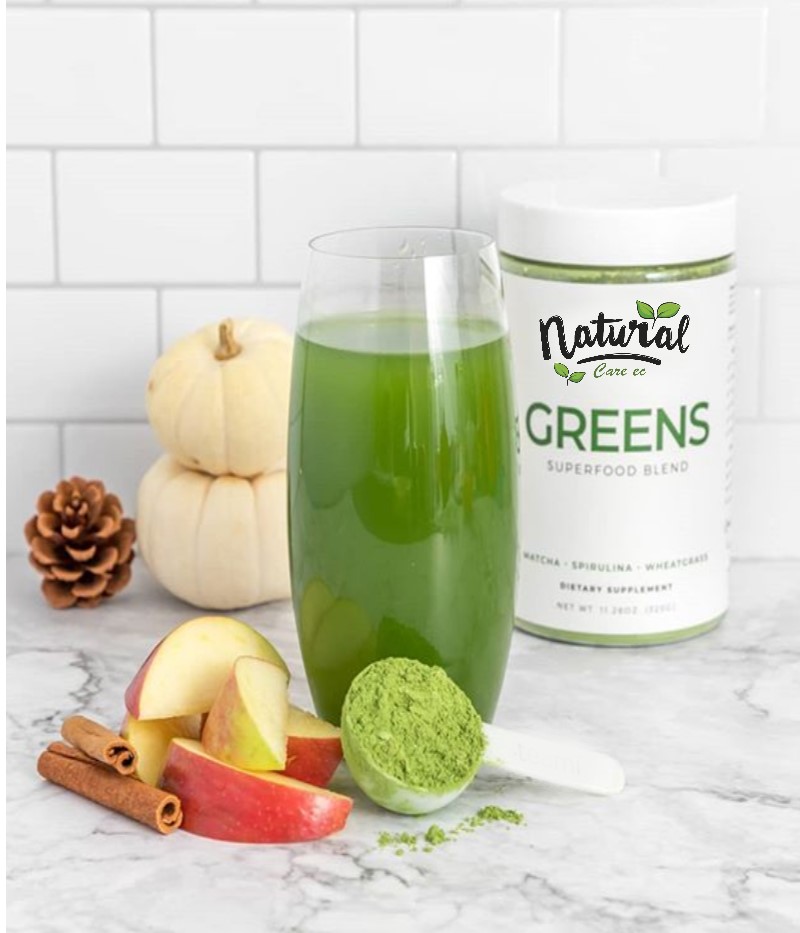 Natural
Care ec
GREENS
SUPERFOOD BLEND
MATCHA · SPIRULINA · WHEATGRASS
DIETARY SUPPLEMENT
NET WT. 11.28OZ. (320G)